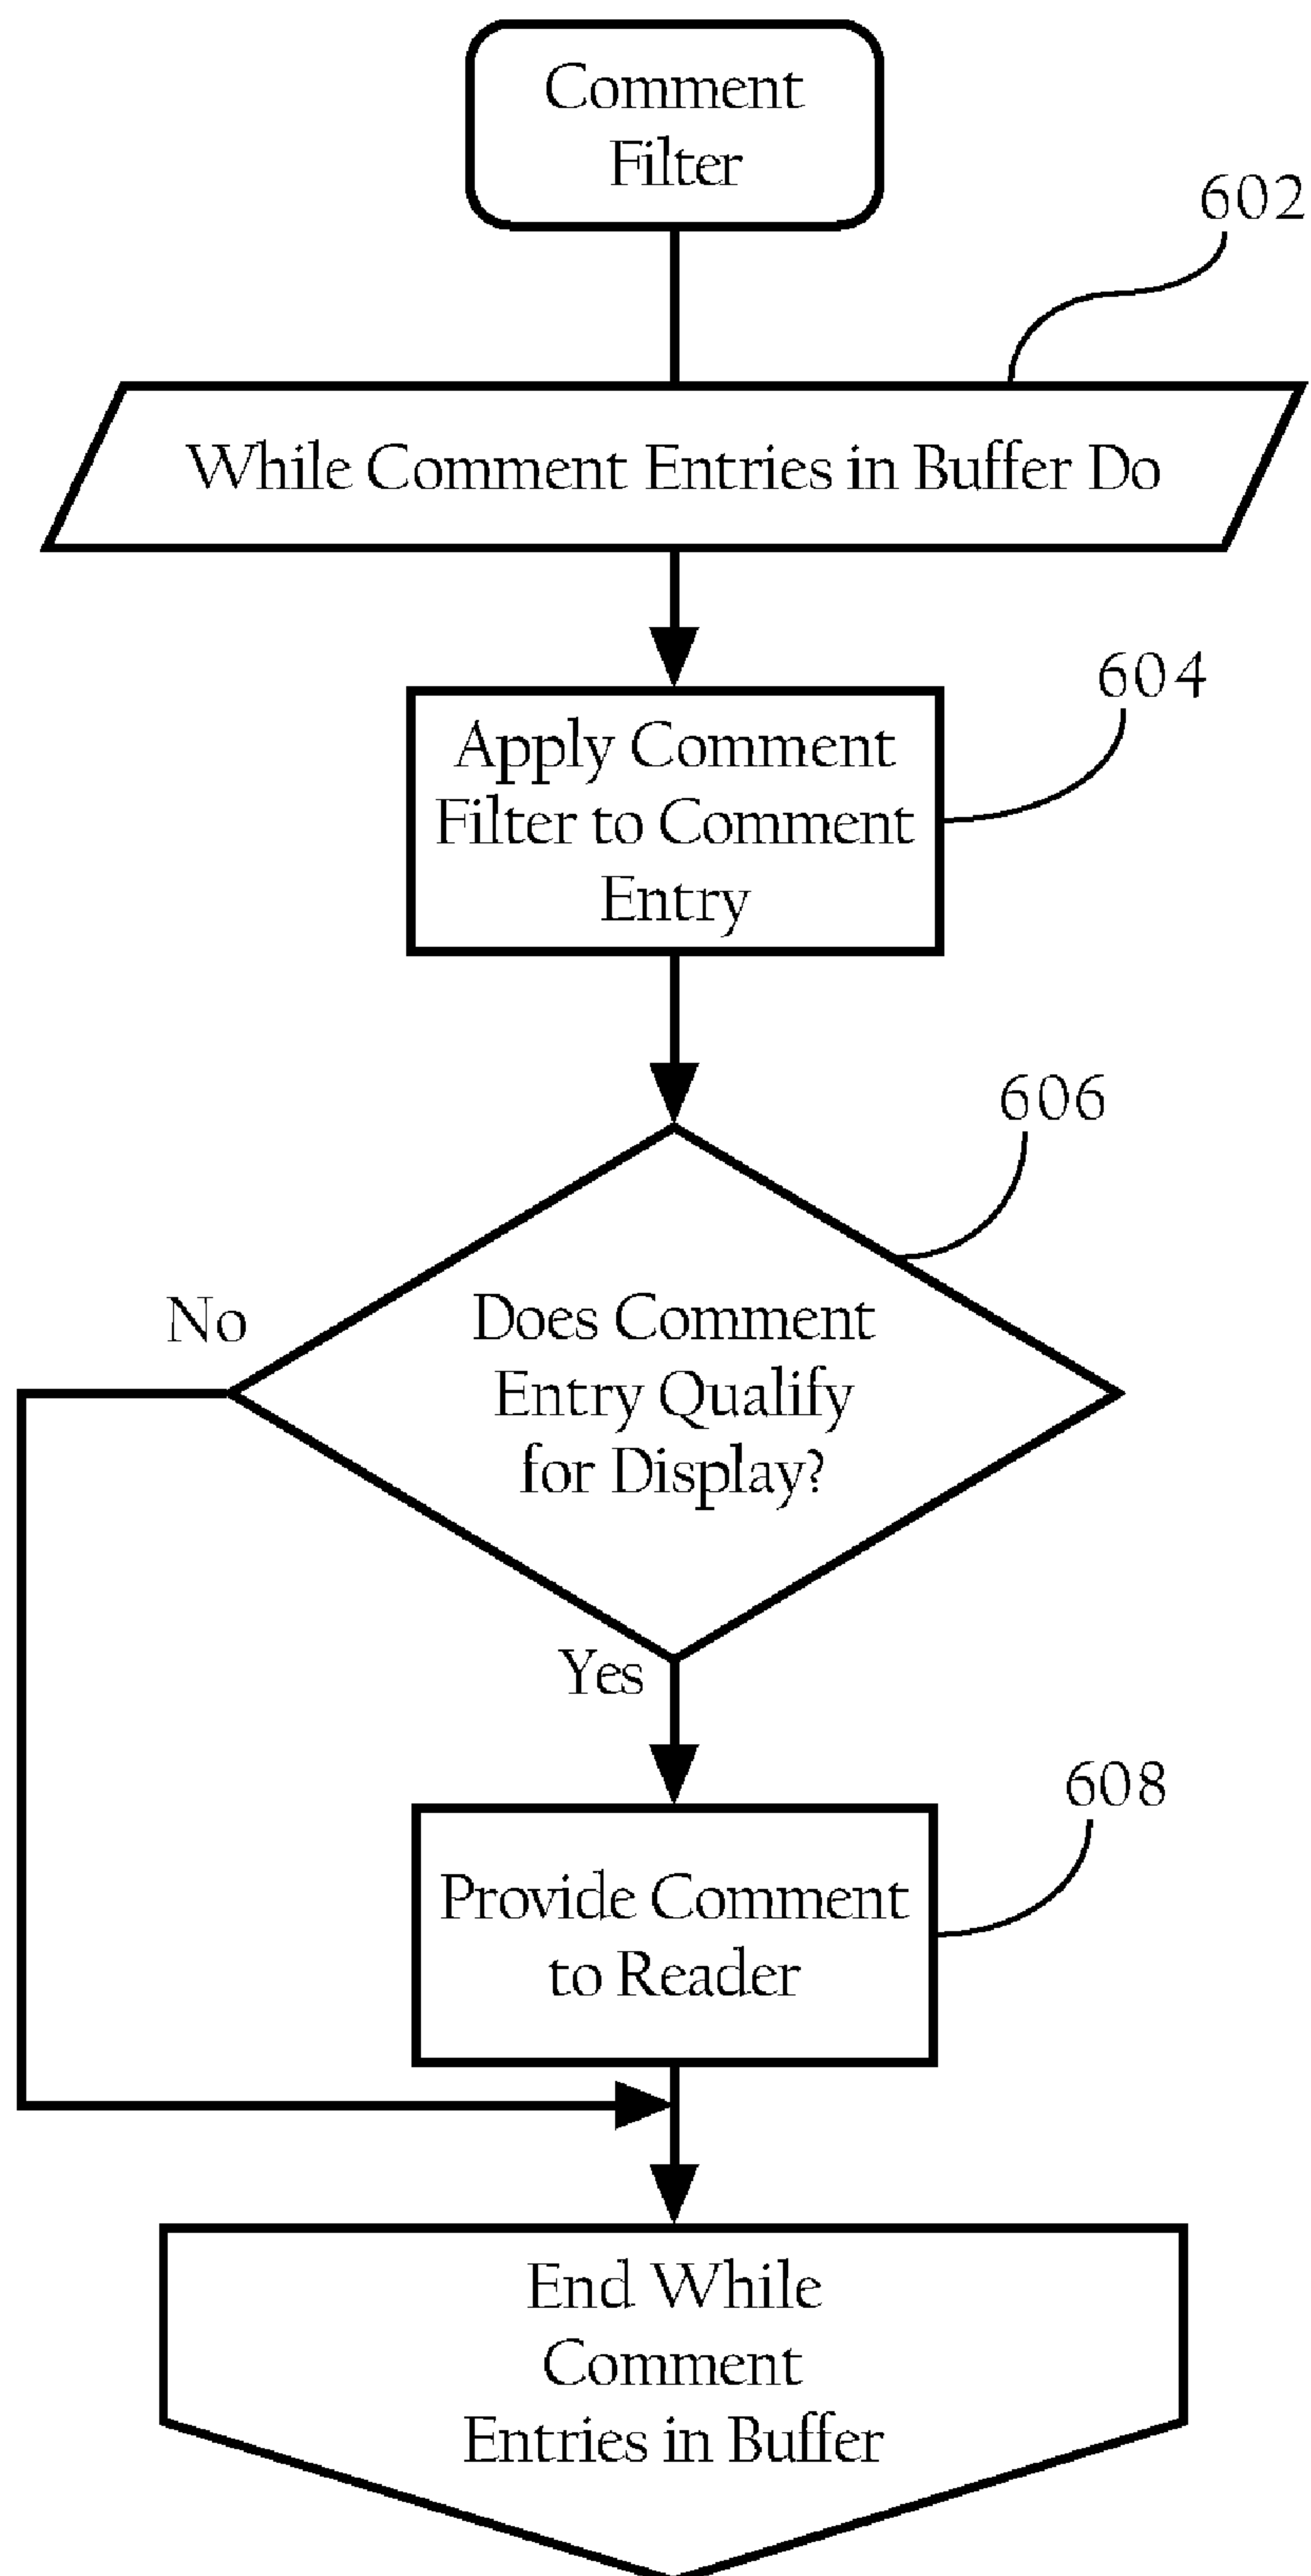 Comment
Filter
602
While Comment Entries in Buffer Do
604
Apply Comment
Filter to Comment
Entry
606
No
Does Comment
Entry Qualify
for Display?
Yes
608
Provide Comment
to Reader
End While
Comment
Entries in Buffer